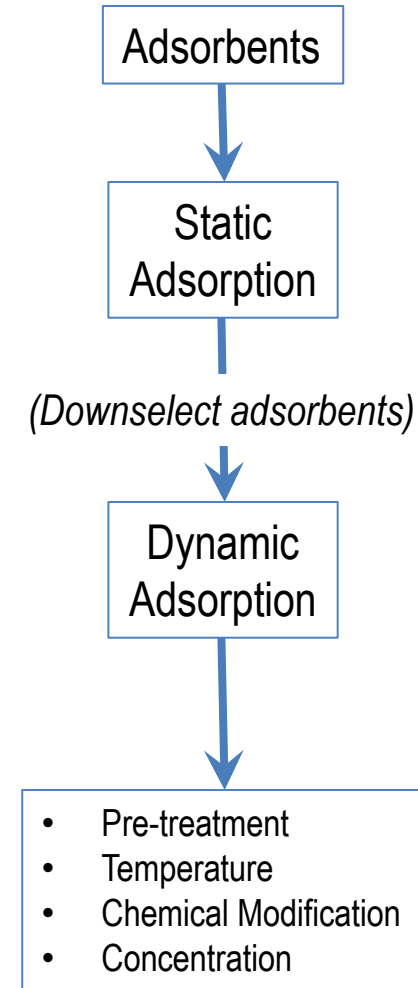 Adsorbents
Static
Adsorption
(Downselect adsorbents)
Dynamic
Adsorption
• Pre-treatment
• Temperature
• Chemical Modification
• Concentration